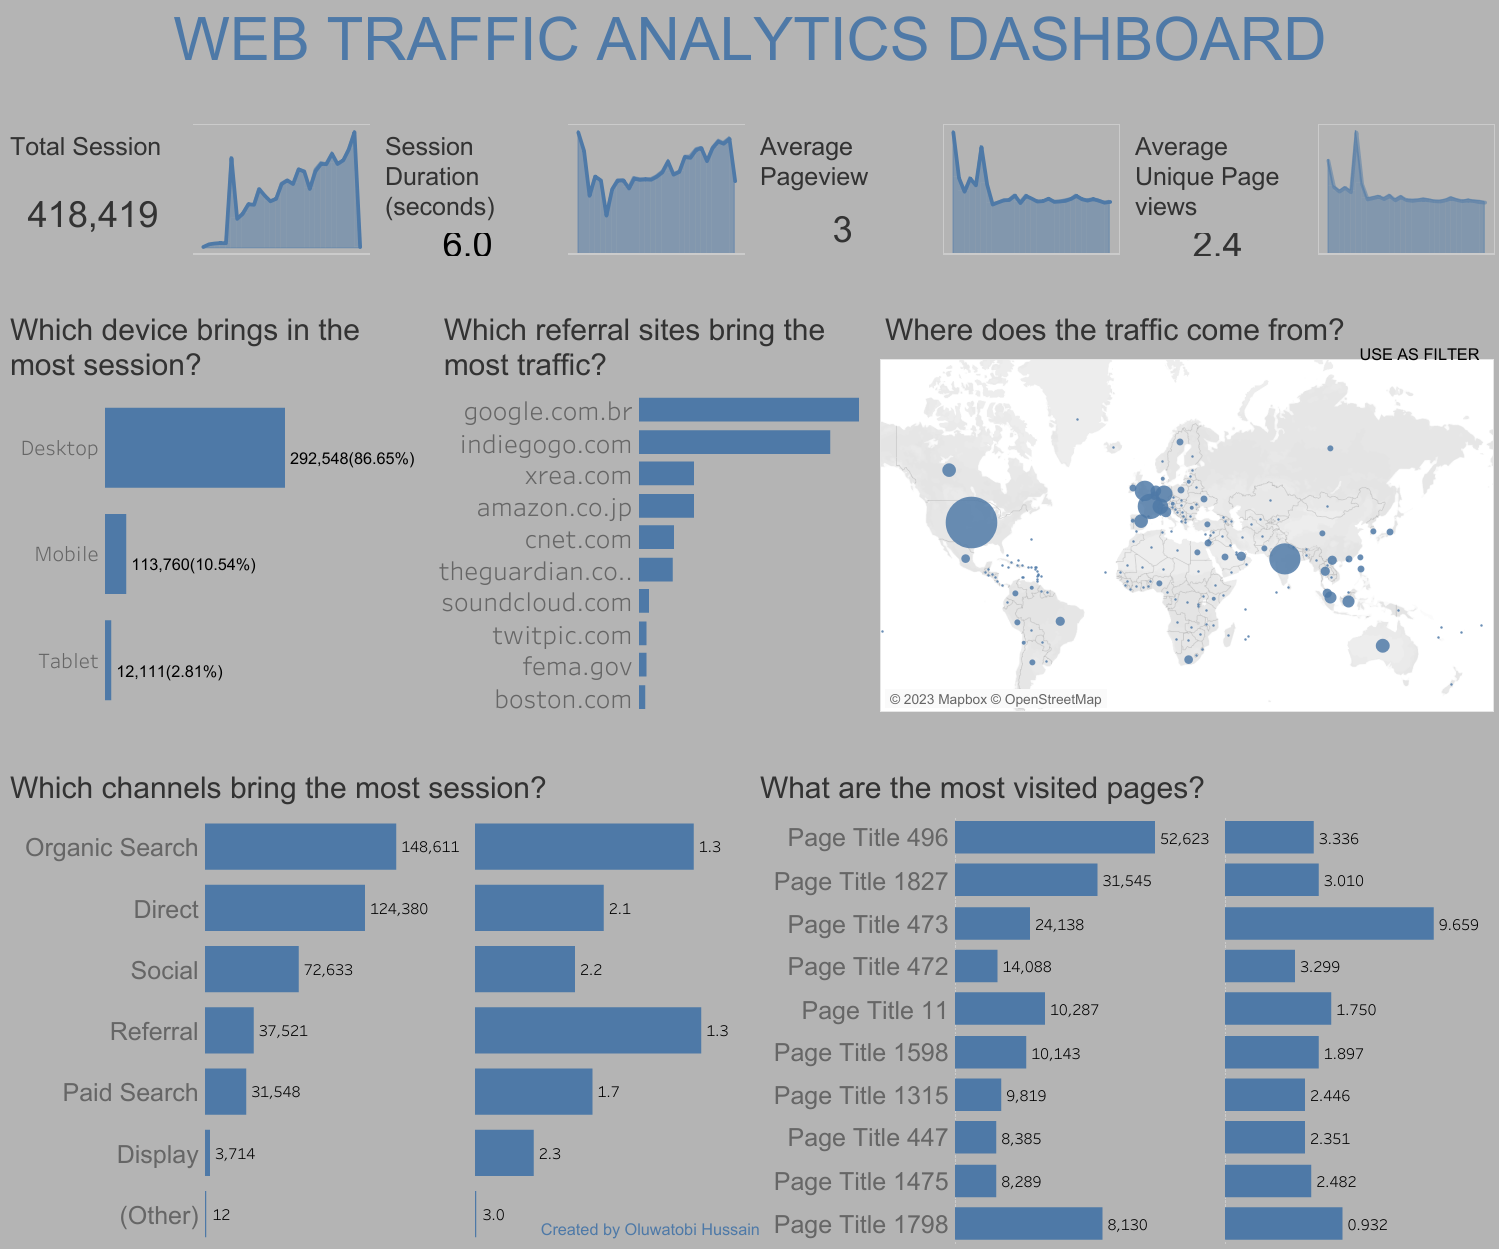 WEB TRAFFIC ANALYTICS DASHBOARD
Total Session
418,419
Session
Duration
(seconds)
6.0
Average
Pageview
3
Average
Unique Page
views
2.4
Which device brings in the
most session?
Desktop
292,548(86.65%)
Mobile
113,760(10.54%)
Tablet
12,111(2.81%)
Which referral sites bring the
most traffic?
google.com.br
indiegogo.com
xrea.com
amazon.co.jp
cnet.com
theguardian.co..
soundcloud.com
twitpic.com
fema.gov
boston.com
Where does the traffic come from?
USE AS FILTER
© 2023 Mapbox © OpenStreetMap
Which channels bring the most session?
Organic Search 148,611 1.3
Direct 124,380 2.1
Social 72,633 2.2
Referral 37,521 1.3
Paid Search 31,548 1.7
Display 3,714 2.3
(Other) 12 3.0
Created by Oluwatobi Hussain
What are the most visited pages?
Page Title 496 52,623 3.336
Page Title 1827 31,545 3.010
Page Title 473 24,138 9.659
Page Title 472 14,088 3.299
Page Title 11 10,287 1.750
Page Title 1598 10,143 1.897
Page Title 1315 9,819 2.446
Page Title 447 8,385 2.351
Page Title 1475 8,289 2.482
Page Title 1798 8,130 0.932